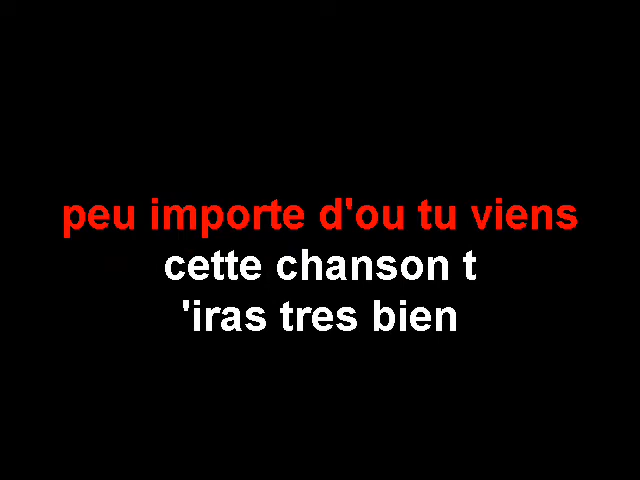 peu importe d'ou tu viens
cette chanson t
'iras tres bien